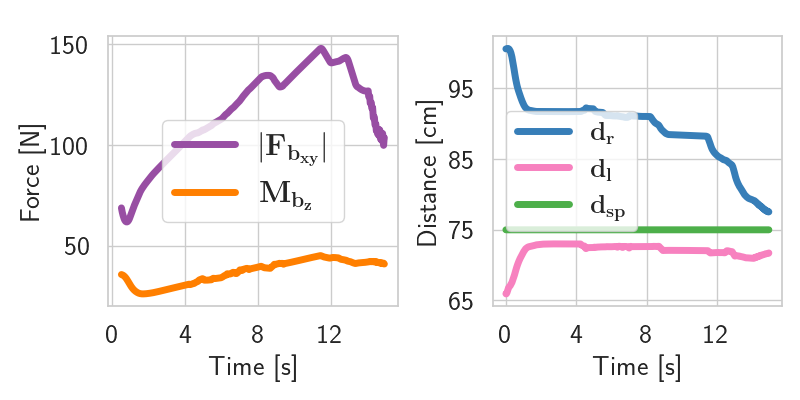 Force [N]
150
100
50
|F_bxy|
M_bz
0
4
8
12
Time [s]
Distance [cm]
95
85
75
65
d_r
d_l
d_sp
0
4
8
12
Time [s]